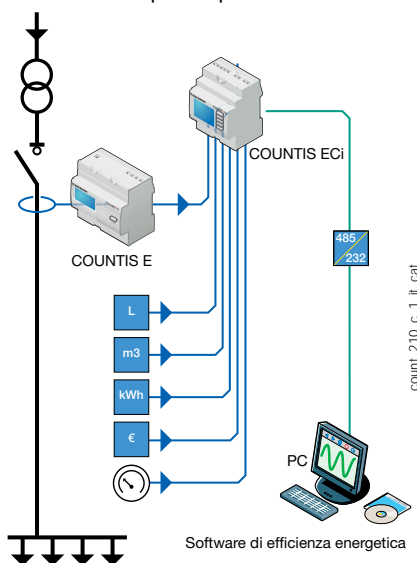 COUNTIS ECi
COUNTIS E
485
232
L
m3
kWh
€
PC
Software di efficienza energetica
count_210_c_1_it_cat